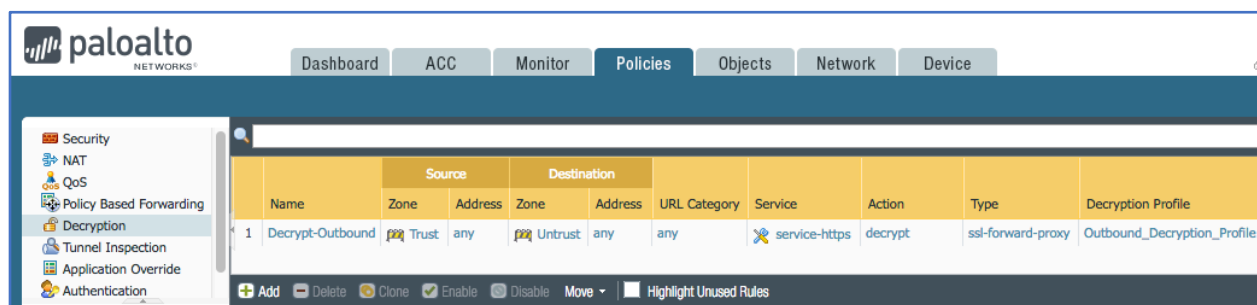 paloalto
NETWORKS®
Dashboard ACC Monitor Policies Objects Network Device
Security
NAT
QoS
QoS
Policy Based Forwarding
Decryption
Tunnel Inspection
Application Override
Authentication
Source Destination
Name Zone Address Zone Address URL Category Service Action Type Decryption Profile
1 Decrypt-Outbound Trust any Untrust any any service-https decrypt ssl-forward-proxy Outbound_Decryption_Profile
Add Delete Clone Enable Disable Move Highlight Unused Rules